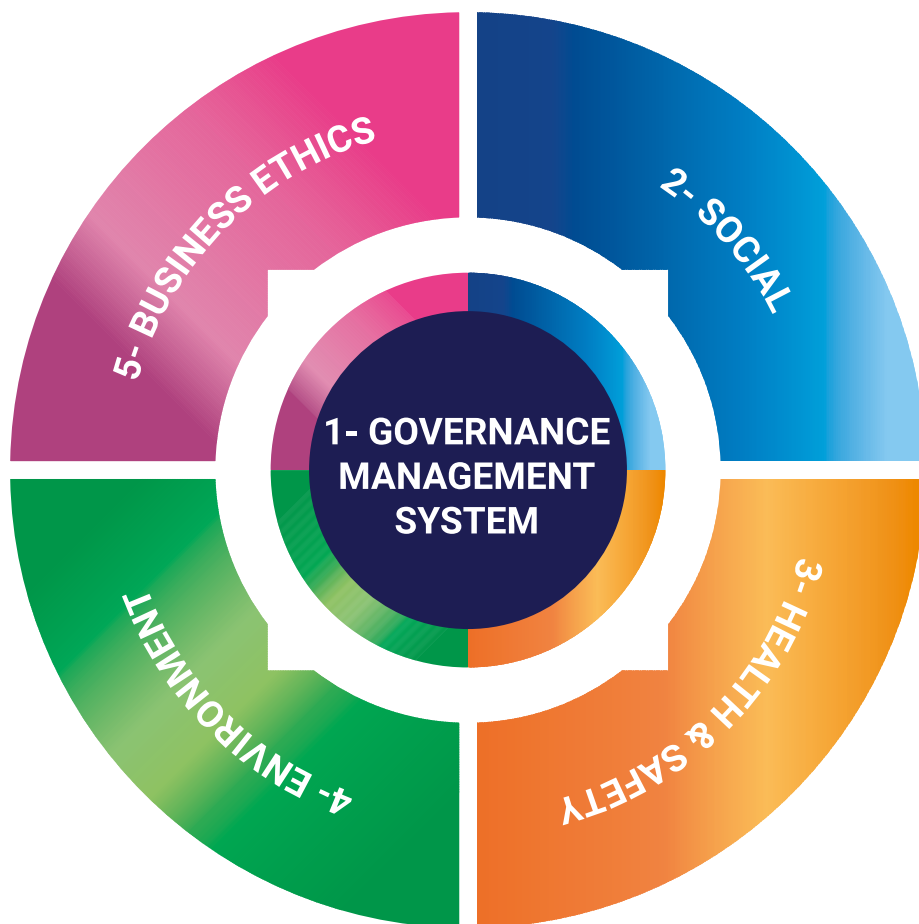 1- GOVERNANCE
MANAGEMENT
SYSTEM
2- SOCIAL
3- HEALTH & SAFETY
4- ENVIRONMENT
5- BUSINESS ETHICS